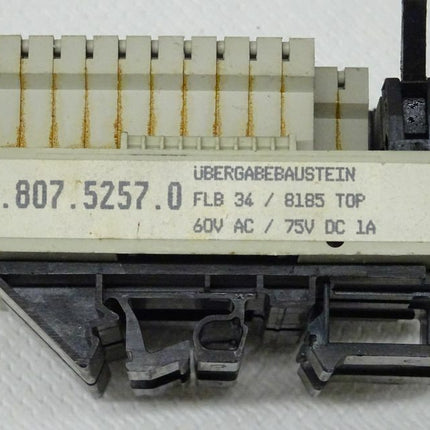 .807.5257.0
ÜBERGABEBAUSTEIN
FLB 34 / 8185 TOP
60V AC / 75V DC 1A